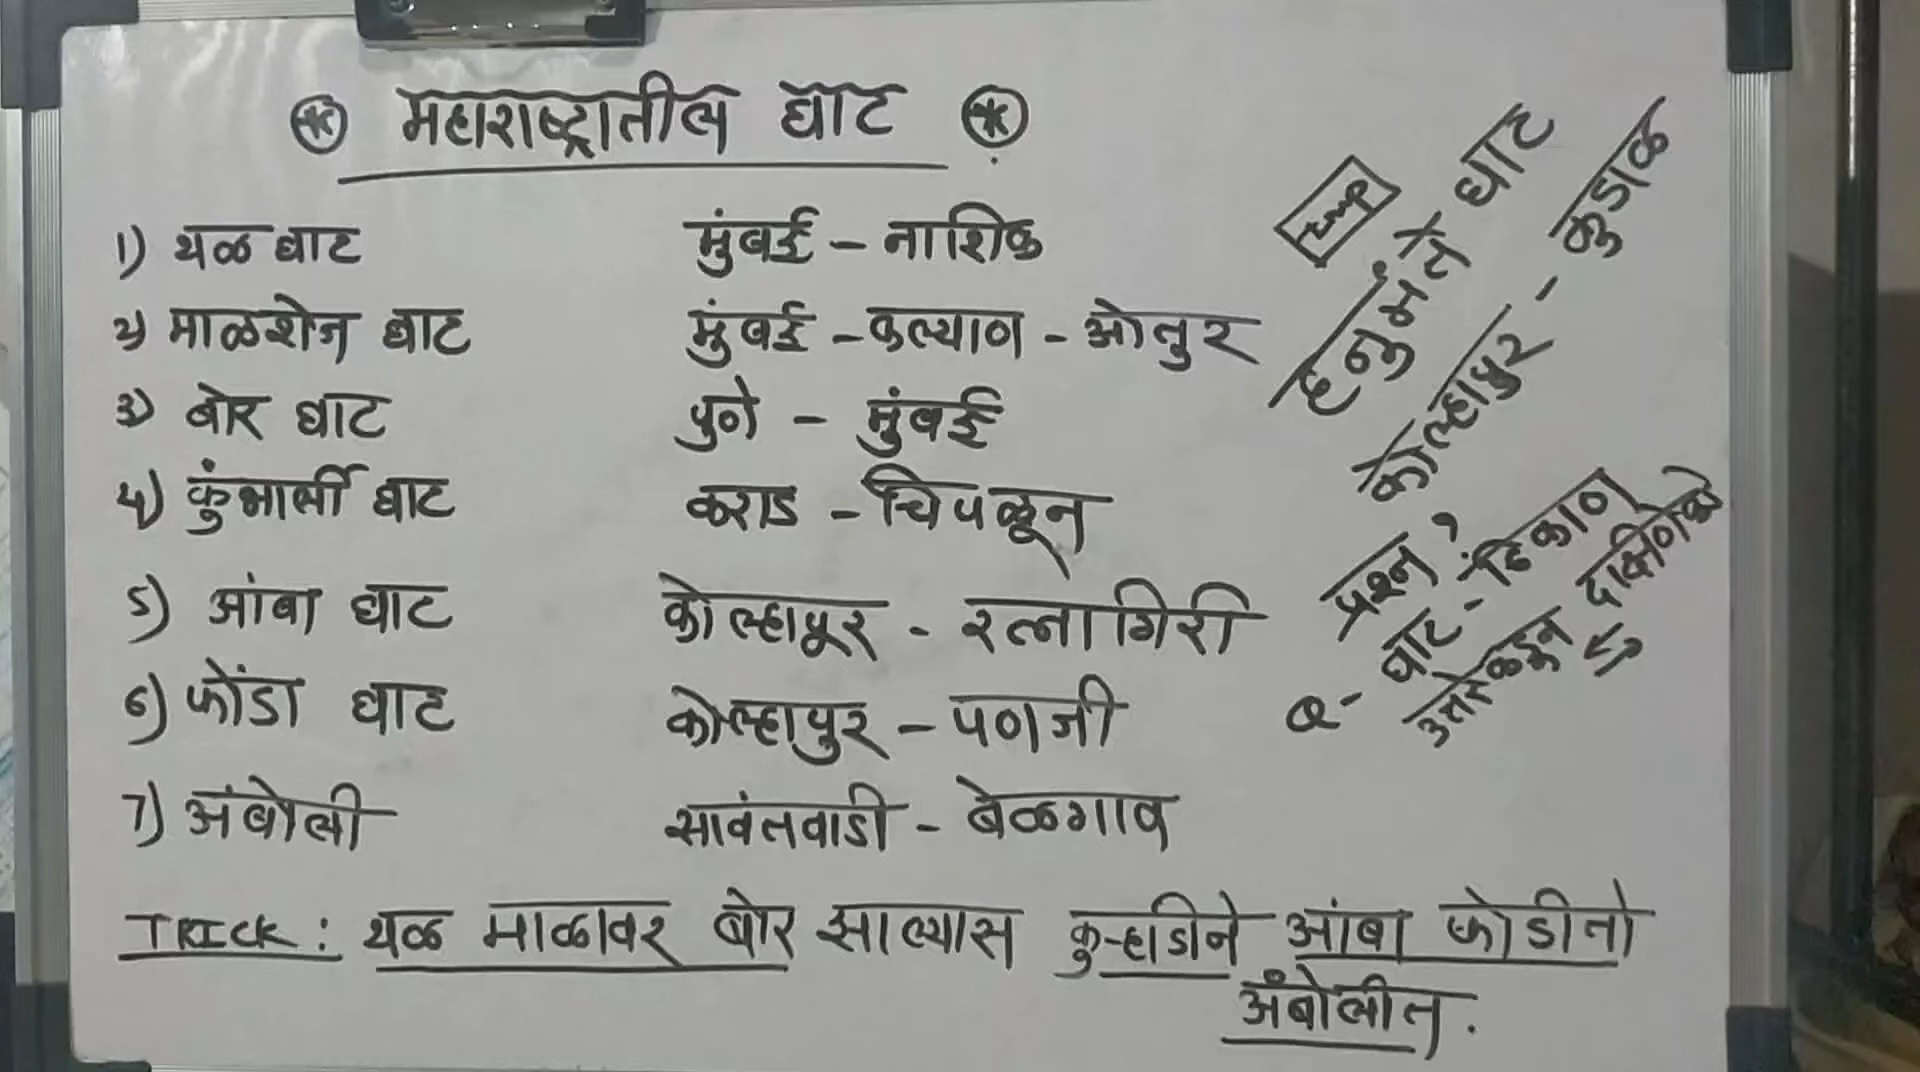 * महाराष्ट्रातील घाट *
1) थळ घाट मुंबई - नाशिक
2) माळशेज घाट मुंबई - कल्याण - ओतुर
3) बोर घाट पुणे - मुंबई
4) कुंभार्ली घाट कराड - चिपळून
5) आंबा घाट कोल्हापूर - रत्नागिरी
6) फोंडा घाट कोल्हापुर - पणजी
7) अंबोली सावंतवाडी - बेळगाव
TRICK: थळ माळावर बोर साल्यास कुऱ्हाडीने आंबा फोडीतो
अंबोलीत.
Imp
हनुमंते घाट
कोल्हापुर - कुडाळ
प्रश्न ?
Q - घाट - ठिकाण
उत्तरेकडून दक्षिणेकडे